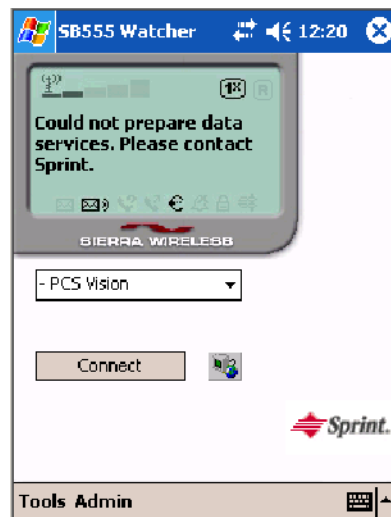 SB555 Watcher 12:20
1X R
Could not prepare data
services. Please contact
Sprint.
SIERRA WIRELESS
- PCS Vision
Connect
Sprint.
Tools Admin